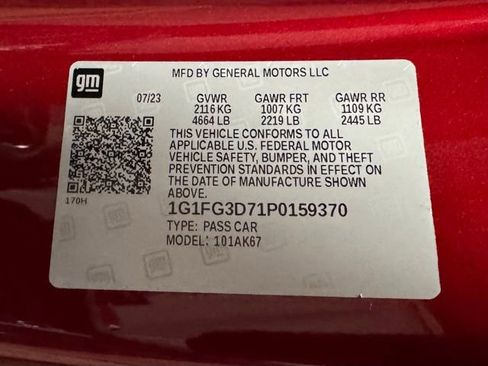 gm
MFD BY GENERAL MOTORS LLC
07/23 GVWR GAWR FRT GAWR RR
2116 KG 1007 KG 1109 KG
4664 LB 2219 LB 2445 LB
THIS VEHICLE CONFORMS TO ALL
APPLICABLE U.S. FEDERAL MOTOR
VEHICLE SAFETY, BUMPER, AND THEFT
PREVENTION STANDARDS IN EFFECT ON
THE DATE OF MANUFACTURE SHOWN
ABOVE.
170H
1G1FG3D71P0159370
TYPE: PASS CAR
MODEL: 101AK67